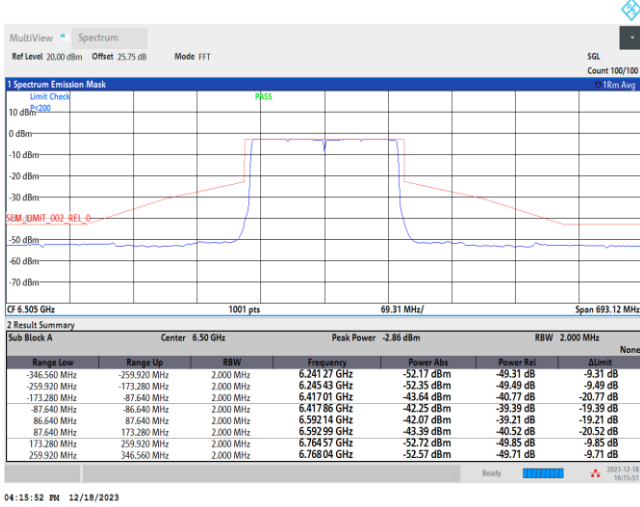 MultiView Spectrum
Ref Level 20.00 dBm Offset 25.75 dB Mode FFT SGL
Count 100/100
1 Spectrum Emission Mask 1Rm Avg
Limit Check PASS
P<200
10 dBm
0 dBm
-10 dBm
-20 dBm
-30 dBm
SEM_LIMIT_002_REL_0
-50 dBm
-60 dBm
-70 dBm
CF 6.505 GHz 1001 pts 69.31 MHz/ Span 693.12 MHz
2 Result Summary
Sub Block A Center 6.50 GHz Peak Power -2.86 dBm RBW 2.000 MHz
None
Range Low Range Up RBW Frequency Power Abs Power Rel ΔLimit
-346.560 MHz -259.920 MHz 2.000 MHz 6.241 27 GHz -52.17 dBm -49.31 dB -9.31 dB
-259.920 MHz -173.280 MHz 2.000 MHz 6.245 43 GHz -52.35 dBm -49.49 dB -9.49 dB
-173.280 MHz -87.640 MHz 2.000 MHz 6.417 01 GHz -43.64 dBm -40.77 dB -20.77 dB
-87.640 MHz -86.640 MHz 2.000 MHz 6.417 86 GHz -42.25 dBm -39.39 dB -19.39 dB
86.640 MHz 87.640 MHz 2.000 MHz 6.592 14 GHz -42.07 dBm -39.21 dB -19.21 dB
87.640 MHz 173.280 MHz 2.000 MHz 6.592 99 GHz -43.39 dBm -40.52 dB -20.52 dB
173.280 MHz 259.920 MHz 2.000 MHz 6.764 57 GHz -52.72 dBm -49.85 dB -9.85 dB
259.920 MHz 346.560 MHz 2.000 MHz 6.768 04 GHz -52.57 dBm -49.71 dB -9.71 dB
Ready 2023-12-18
16:15:51
04:15:52 PM 12/18/2023